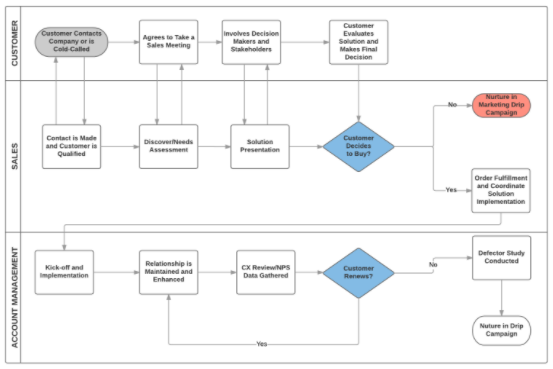 CUSTOMER
Customer Contacts
Company or is
Cold-Called
Agrees to Take a
Sales Meeting
Involves Decision
Makers and
Stakeholders
Customer
Evaluates
Solution and
Makes Final
Decision
SALES
Contact is Made
and Customer is
Qualified
Discover/Needs
Assessment
Solution
Presentation
Customer
Decides
to Buy?
No
Nurture in
Marketing Drip
Campaign
Yes
Order Fulfillment
and Coordinate
Solution
Implementation
ACCOUNT MANAGEMENT
Kick-off and
Implementation
Relationship is
Maintained and
Enhanced
CX Review/NPS
Data Gathered
Customer
Renews?
No
Defector Study
Conducted
Yes
Nuture in Drip
Campaign